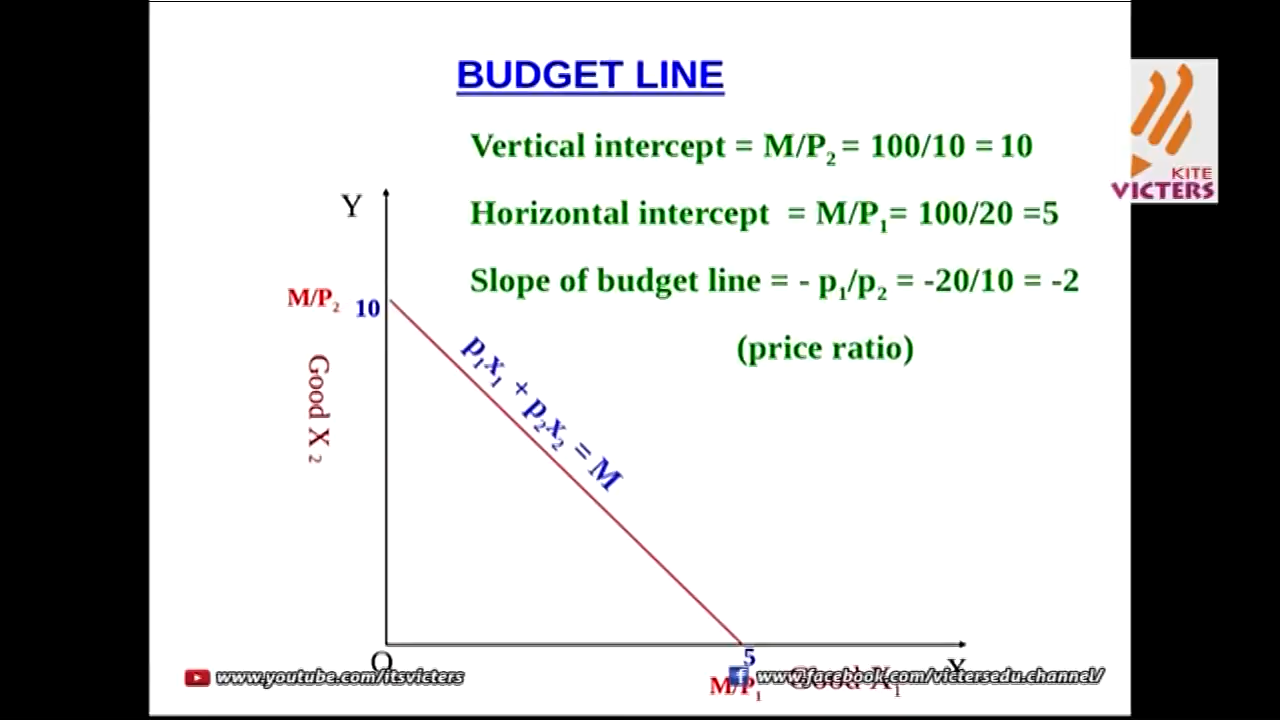 BUDGET LINE
Vertical intercept = M/P₂ = 100/10 = 10
KITE
VICTERS
Y
Horizontal intercept = M/P₁= 100/20 =5
Slope of budget line = - p₁/p₂ = -20/10 = -2
M/P₂ 10
(price ratio)
Good X ₂
p₁x₁ + p₂x₂ = M
O
5
X
www.youtube.com/itsvicters
M/P₁
Good X₁
www.facebook.com/victersedu.channel/